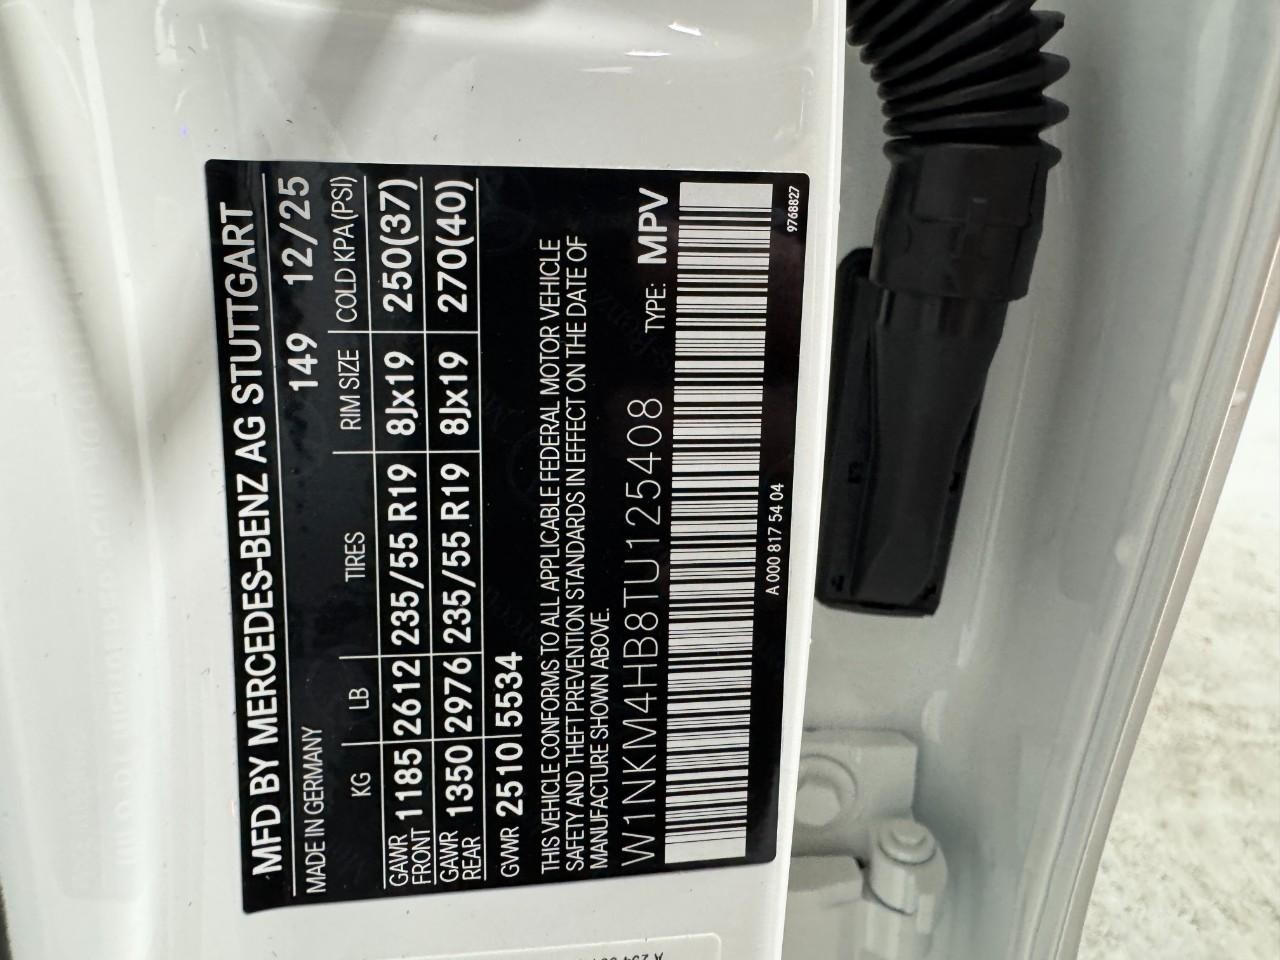 MFD BY MERCEDES-BENZ AG STUTTGART
MADE IN GERMANY 149 12/25
KG LB TIRES RIM SIZE COLD KPA (PSI)
GAWR FRONT 1185 2612 235/55 R19 8Jx19 250(37)
GAWR REAR 1350 2976 235/55 R19 8Jx19 270(40)
GVWR 2510 5534
THIS VEHICLE CONFORMS TO ALL APPLICABLE FEDERAL MOTOR VEHICLE
SAFETY AND THEFT PREVENTION STANDARDS IN EFFECT ON THE DATE OF
MANUFACTURE SHOWN ABOVE.
W1NKM4HB8TU125408 TYPE: MPV
A 000 817 54 04
9768827